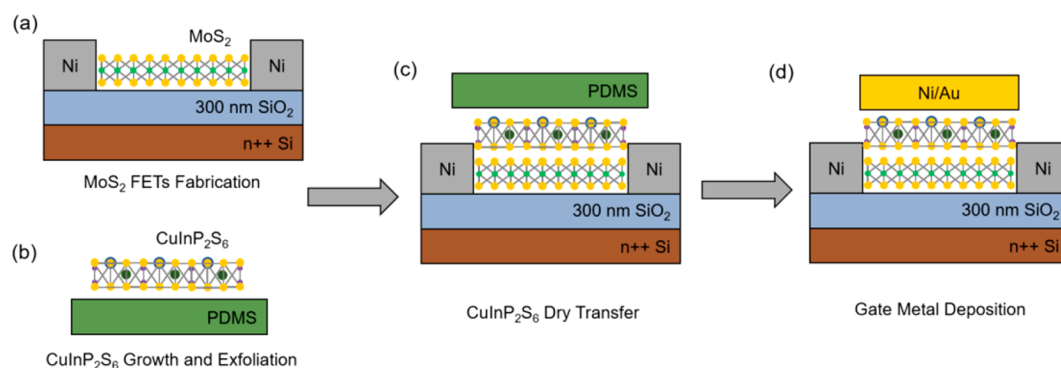 (a)
MoS₂
Ni
Ni
300 nm SiO₂
n++ Si
MoS₂ FETs Fabrication
(b)
CuInP₂S₆
PDMS
CuInP₂S₆ Growth and Exfoliation
(c)
PDMS
Ni
Ni
300 nm SiO₂
n++ Si
CuInP₂S₆ Dry Transfer
(d)
Ni/Au
Ni
Ni
300 nm SiO₂
n++ Si
Gate Metal Deposition